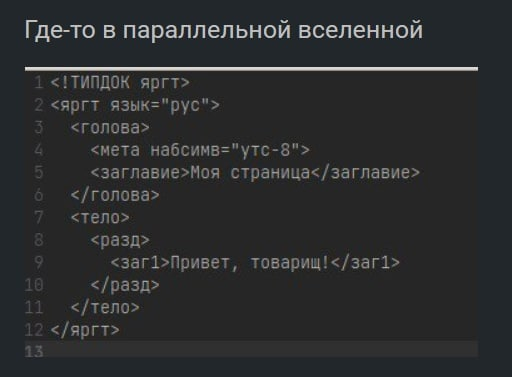 Где-то в параллельной вселенной
1 <!ТИПДОК яргт>
2 <яргт язык="рус">
3 <голова>
4 <мета набсимв="утс-8">
5 <заглавие>Моя страница</заглавие>
6 </голова>
7 <тело>
8 <разд>
9 <заг1>Привет, товарищ!</заг1>
10 </разд>
11 </тело>
12 </яргт>
13